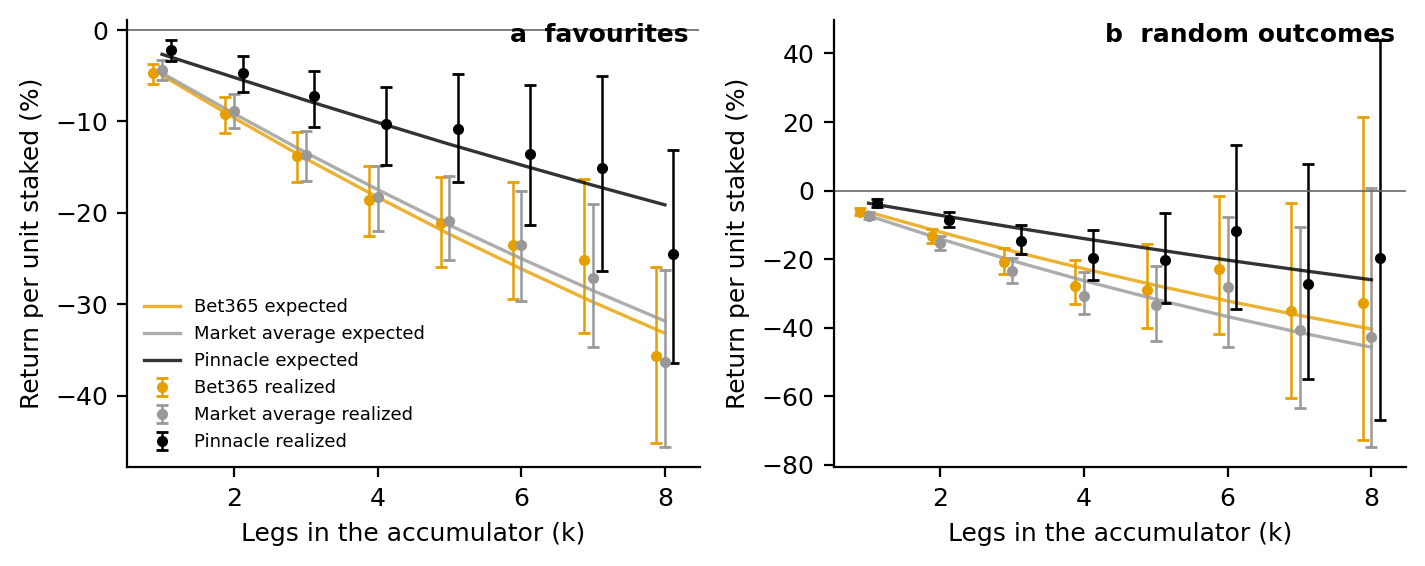 a favourites
0
−10
−20
−30
−40
Return per unit staked (%)
Bet365 expected
Market average expected
Pinnacle expected
Bet365 realized
Market average realized
Pinnacle realized
2
4
6
8
Legs in the accumulator (k)
b random outcomes
40
20
0
−20
−40
−60
−80
Return per unit staked (%)
2
4
6
8
Legs in the accumulator (k)